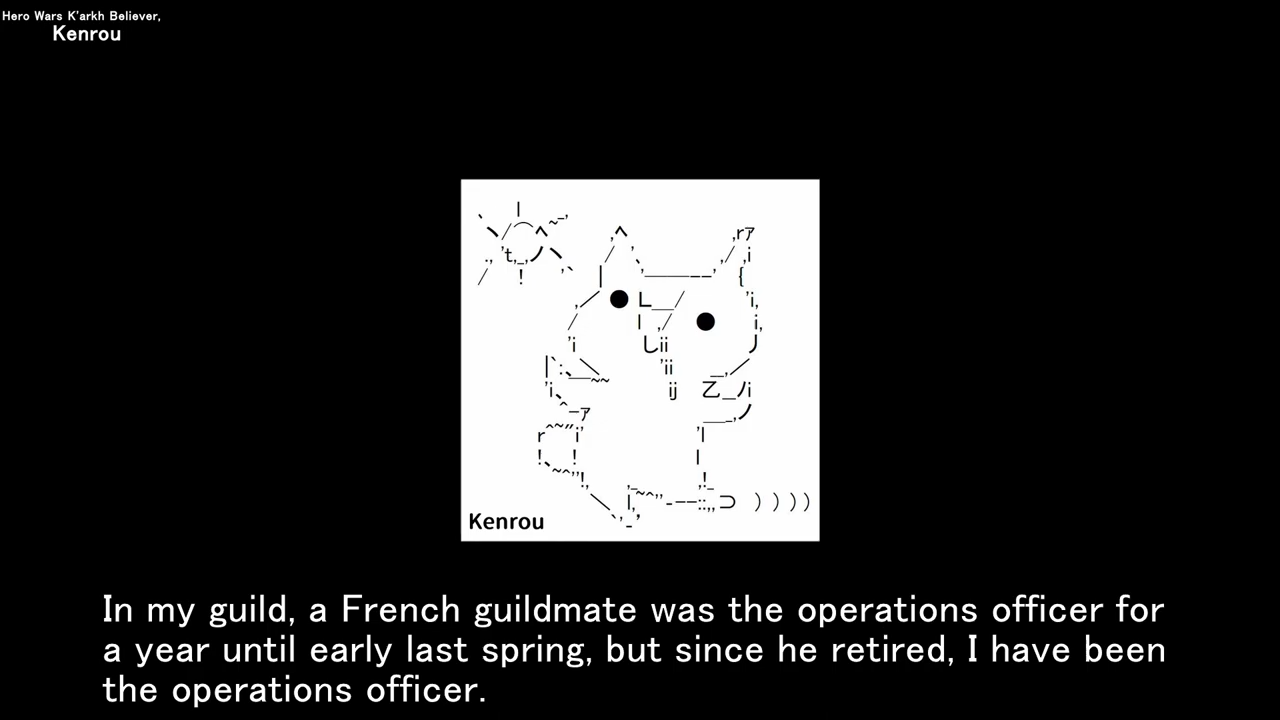 Hero Wars K'arkh Believer,
Kenrou
Kenrou
In my guild, a French guildmate was the operations officer for
a year until early last spring, but since he retired, I have been
the operations officer.